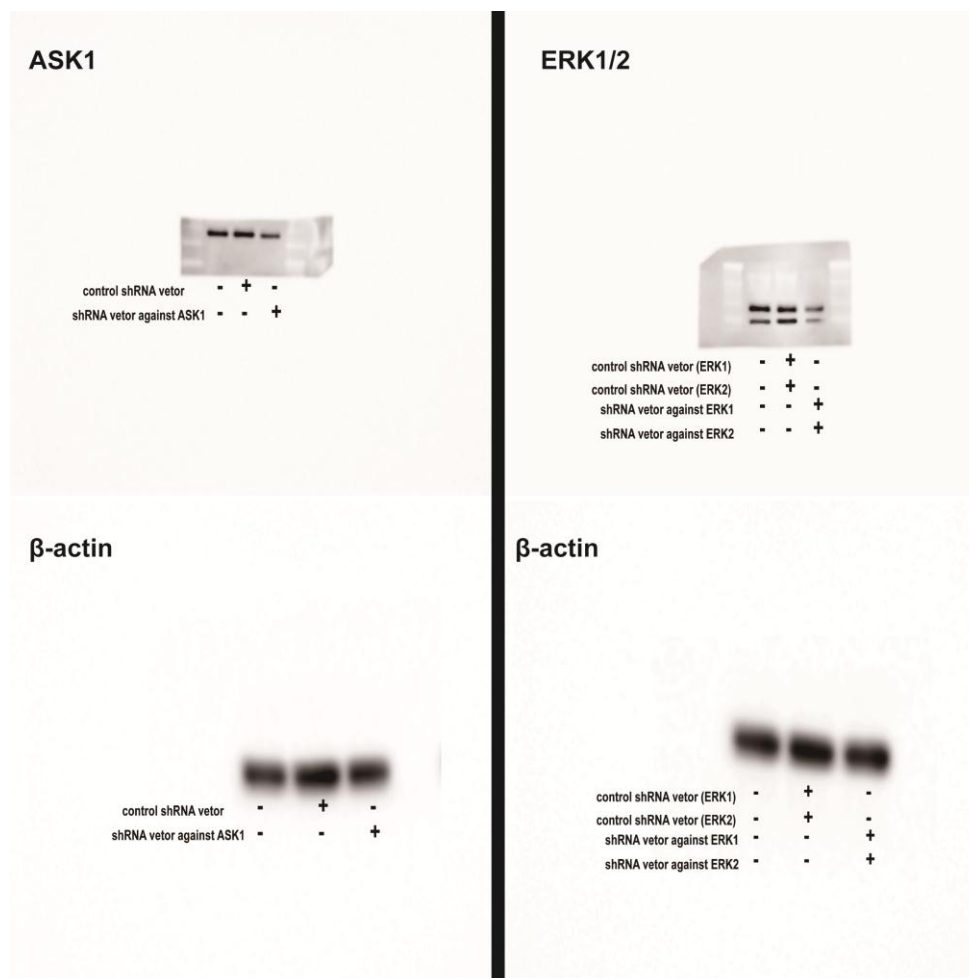 ASK1
control shRNA vetor - + -
shRNA vetor against ASK1 - - +
ERK1/2
control shRNA vetor (ERK1) - + -
control shRNA vetor (ERK2) - + -
shRNA vetor against ERK1 - - +
shRNA vetor against ERK2 - - +
β-actin
control shRNA vetor - + -
shRNA vetor against ASK1 - - +
β-actin
control shRNA vetor (ERK1) - + -
control shRNA vetor (ERK2) - + -
shRNA vetor against ERK1 - - +
shRNA vetor against ERK2 - - +